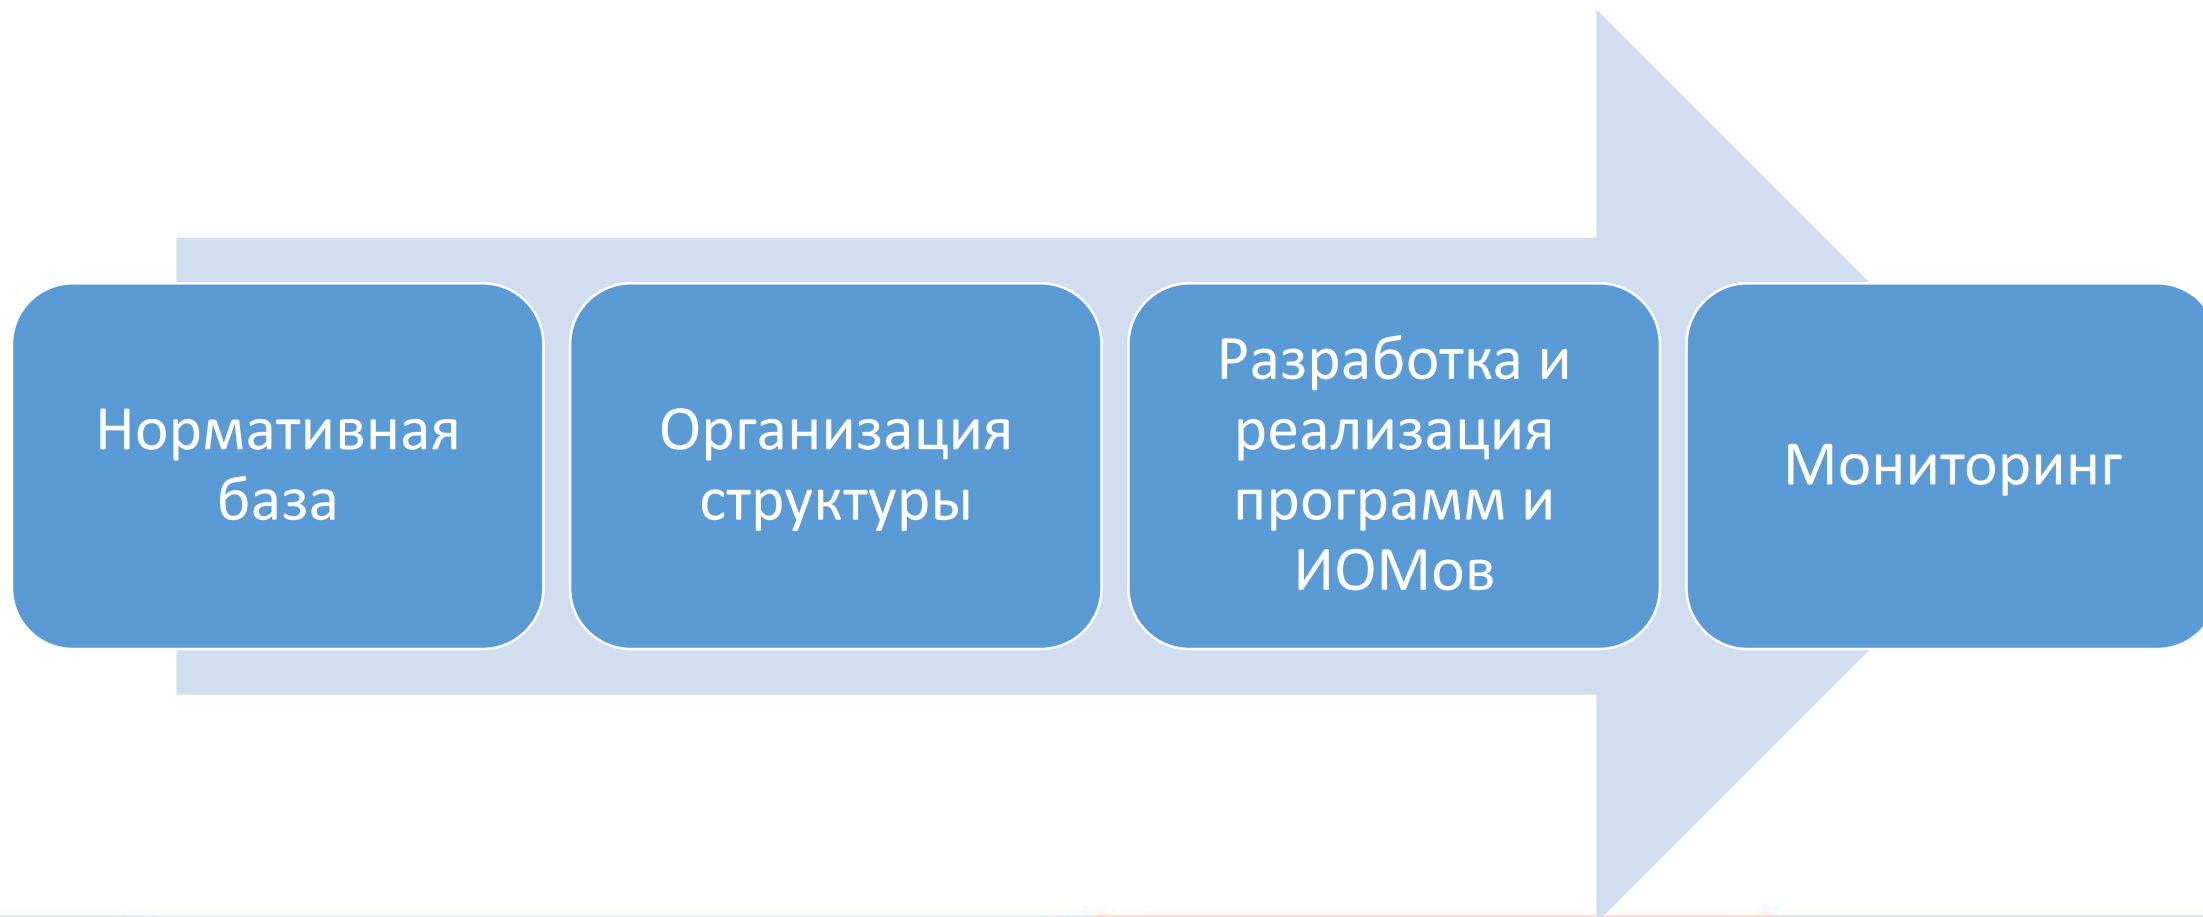 Нормативная
база
Организация
структуры
Разработка и
реализация
программ и
ИОМов
Мониторинг